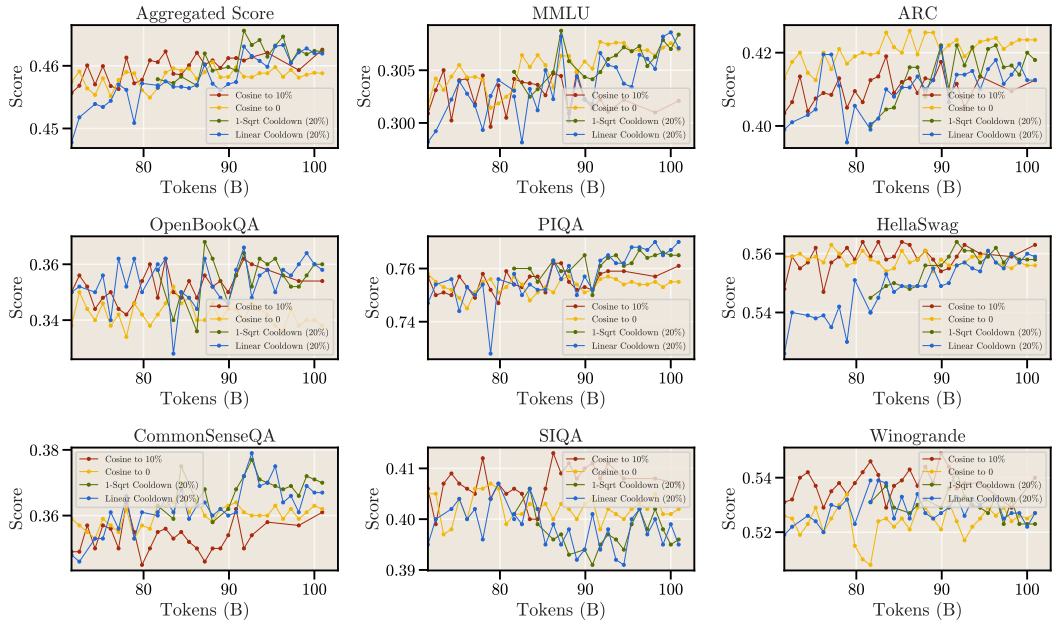 Aggregated Score
MMLU
ARC
Score
0.46
0.45
80
90
100
Tokens (B)
Cosine to 10%
Cosine to 0
1-Sqrt Cooldown (20%)
Linear Cooldown (20%)
Score
0.305
0.300
80
90
100
Tokens (B)
Cosine to 10%
Cosine to 0
1-Sqrt Cooldown (20%)
Linear Cooldown (20%)
Score
0.42
0.40
80
90
100
Tokens (B)
Cosine to 10%
Cosine to 0
1-Sqrt Cooldown (20%)
Linear Cooldown (20%)
OpenBookQA
PIQA
HellaSwag
Score
0.36
0.34
80
90
100
Tokens (B)
Cosine to 10%
Cosine to 0
1-Sqrt Cooldown (20%)
Linear Cooldown (20%)
Score
0.76
0.74
80
90
100
Tokens (B)
Cosine to 10%
Cosine to 0
1-Sqrt Cooldown (20%)
Linear Cooldown (20%)
Score
0.56
0.54
80
90
100
Tokens (B)
Cosine to 10%
Cosine to 0
1-Sqrt Cooldown (20%)
Linear Cooldown (20%)
CommonSenseQA
SIQA
Winogrande
Score
0.38
0.36
80
90
100
Tokens (B)
Cosine to 10%
Cosine to 0
1-Sqrt Cooldown (20%)
Linear Cooldown (20%)
Score
0.41
0.40
0.39
80
90
100
Tokens (B)
Cosine to 10%
Cosine to 0
1-Sqrt Cooldown (20%)
Linear Cooldown (20%)
Score
0.54
0.52
80
90
100
Tokens (B)
Cosine to 10%
Cosine to 0
1-Sqrt Cooldown (20%)
Linear Cooldown (20%)